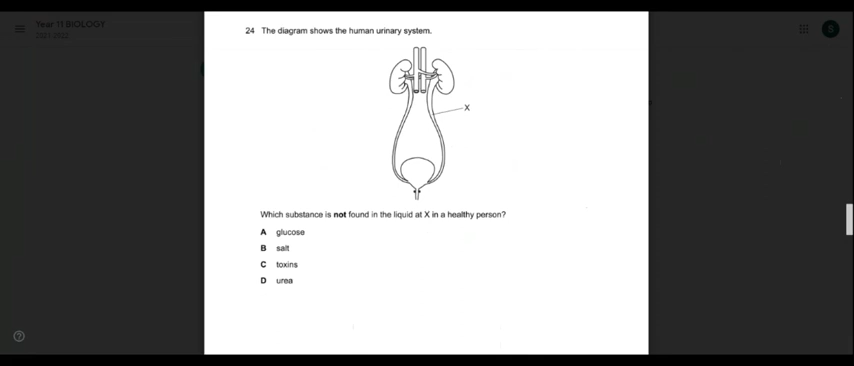 Year 11 BIOLOGY
2021-2022
S
24 The diagram shows the human urinary system.
X
Which substance is not found in the liquid at X in a healthy person?
A glucose
B salt
C toxins
D urea
?